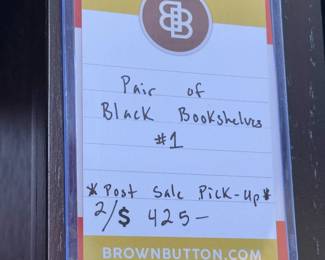 BB
Pair of
Black Bookshelves
#1
*Post Sale Pick-Up*
2/$ 425-
BROWNBUTTON.COM